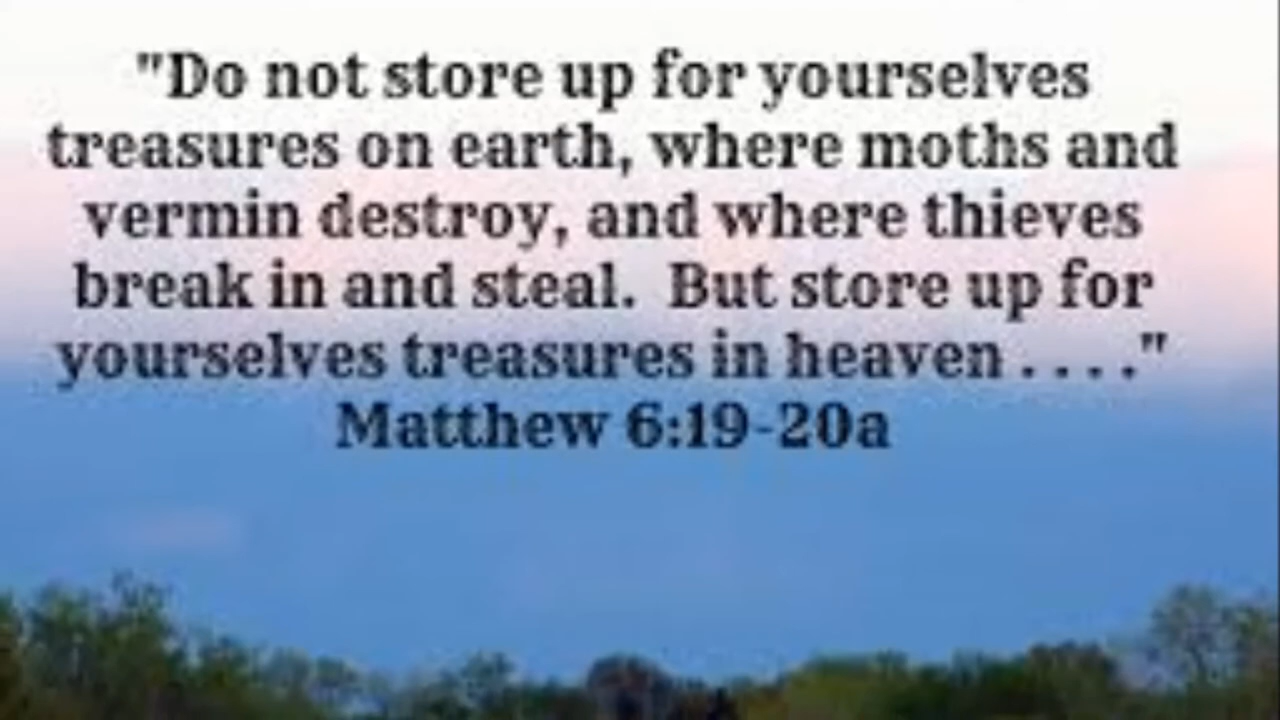 "Do not store up for yourselves
treasures on earth, where moths and
vermin destroy, and where thieves
break in and steal.  But store up for
yourselves treasures in heaven . . . ."
Matthew 6:19-20a